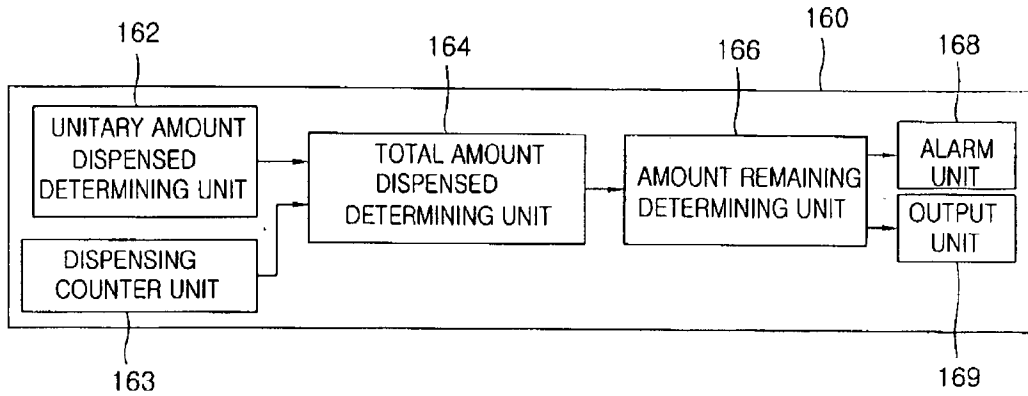 162
164
166
160
168
UNITARY AMOUNT
DISPENSED
DETERMINING UNIT
TOTAL AMOUNT
DISPENSED
DETERMINING UNIT
AMOUNT REMAINING
DETERMINING UNIT
ALARM
UNIT
OUTPUT
UNIT
DISPENSING
COUNTER UNIT
163
169